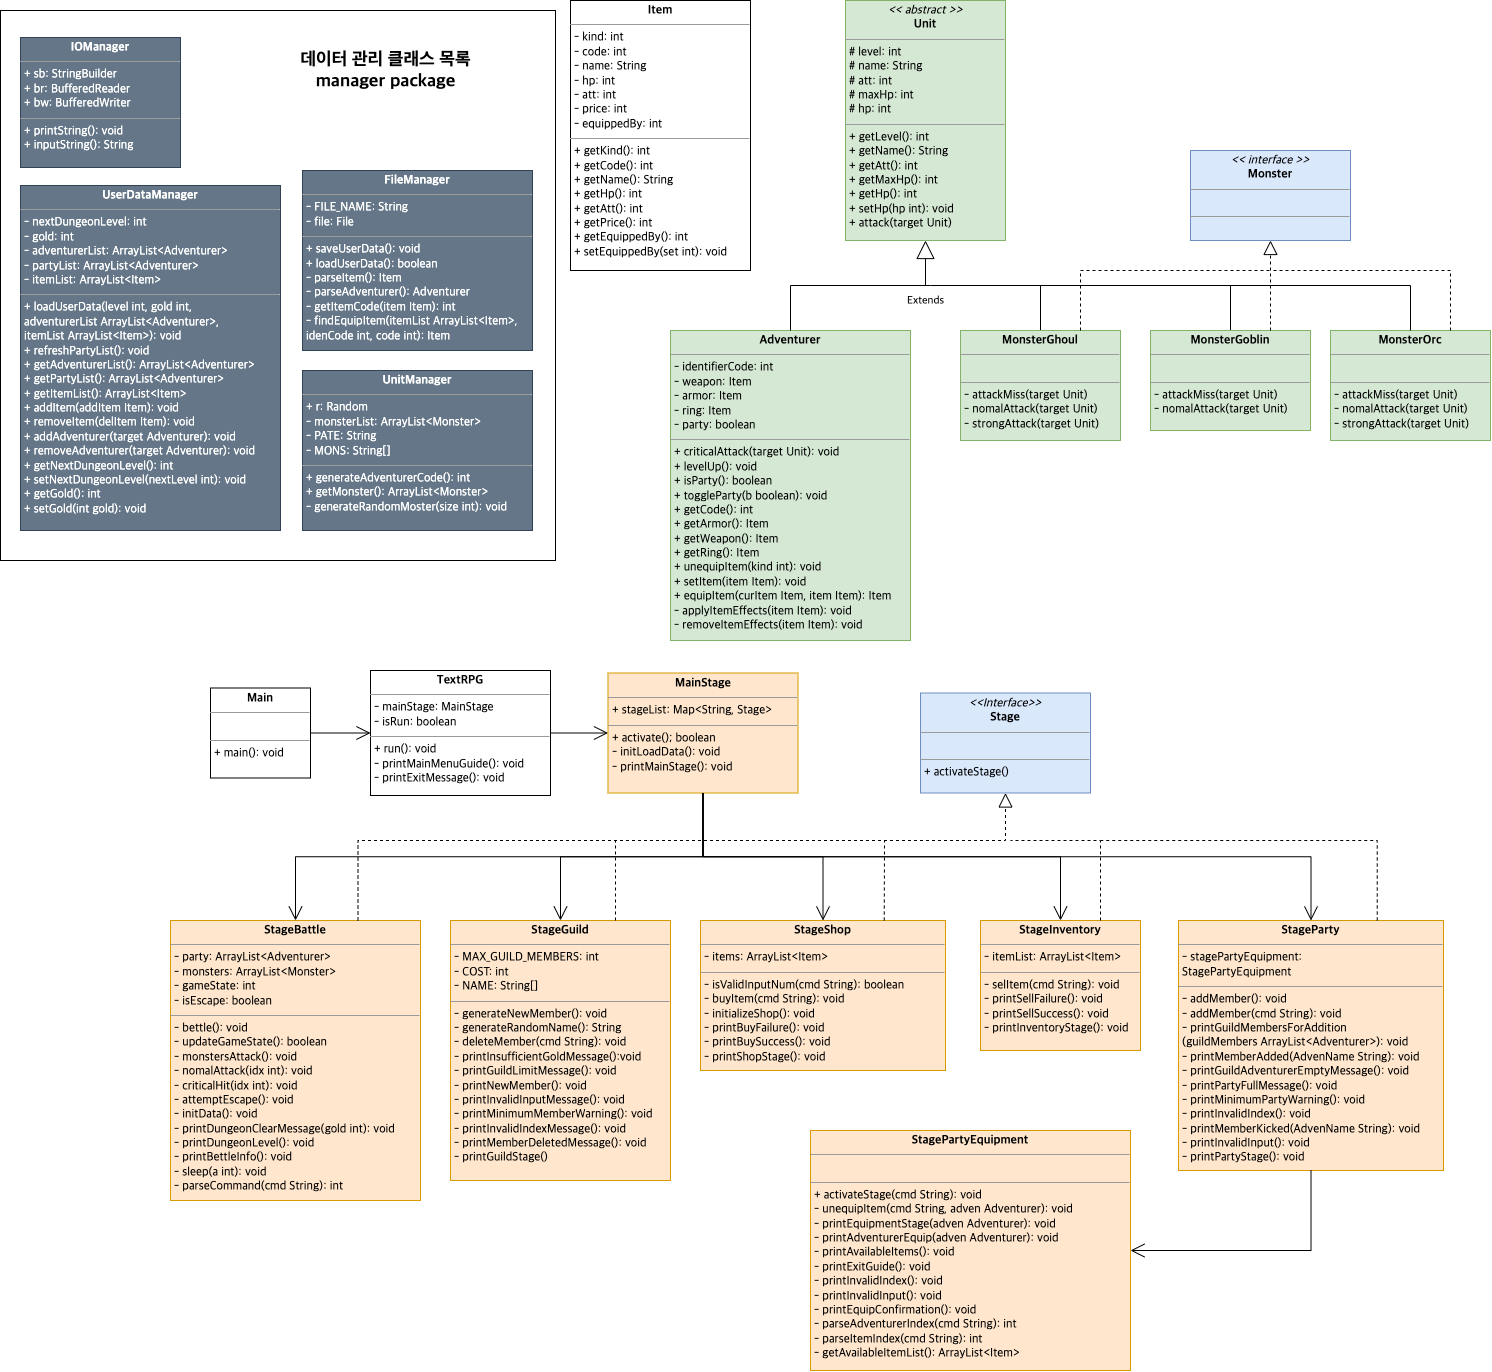 데이터 관리 클래스 목록
manager package
IOManager
+ sb: StringBuilder
+ br: BufferedReader
+ bw: BufferedWriter
+ printString(): void
+ inputString(): String
UserDataManager
- nextDungeonLevel: int
- gold: int
- adventurerList: ArrayList<Adventurer>
- partyList: ArrayList<Adventurer>
- itemList: ArrayList<Item>
+ loadUserData(level int, gold int,
adventurerList ArrayList<Adventurer>,
itemList ArrayList<Item>): void
+ refreshPartyList(): void
+ getAdventurerList(): ArrayList<Adventurer>
+ getPartyList(): ArrayList<Adventurer>
+ getItemList(): ArrayList<Item>
+ addItem(addItem Item): void
+ removeItem(delItem Item): void
+ addAdventurer(target Adventurer): void
+ removeAdventurer(target Adventurer): void
+ getNextDungeonLevel(): int
+ setNextDungeonLevel(nextLevel int): void
+ getGold(): int
+ setGold(int gold): void
FileManager
- FILE_NAME: String
- file: File
+ saveUserData(): void
+ loadUserData(): boolean
- parseItem(): Item
- parseAdventurer(): Adventurer
- getItemCode(item Item): int
- findEquipItem(itemList ArrayList<Item>,
idenCode int, code int): Item
UnitManager
+ r: Random
- monsterList: ArrayList<Monster>
- PATE: String
- MONS: String[]
+ generateAdventurerCode(): int
+ getMonster(): ArrayList<Monster>
- generateRandomMoster(size int): void
Item
- kind: int
- code: int
- name: String
- hp: int
- att: int
- price: int
- equippedBy: int
+ getKind(): int
+ getCode(): int
+ getName(): String
+ getHp(): int
+ getAtt(): int
+ getPrice(): int
+ getEquippedBy(): int
+ setEquippedBy(set int): void
<< abstract >>
Unit
# level: int
# name: String
# att: int
# maxHp: int
# hp: int
+ getLevel(): int
+ getName(): String
+ getAtt(): int
+ getMaxHp(): int
+ getHp(): int
+ setHp(hp int): void
+ attack(target Unit)
<< interface >>
Monster
Extends
Adventurer
- identifierCode: int
- weapon: Item
- armor: Item
- ring: Item
- party: boolean
+ criticalAttack(target Unit): void
+ levelUp(): void
+ isParty(): boolean
+ toggleParty(b boolean): void
+ getCode(): int
+ getArmor(): Item
+ getWeapon(): Item
+ getRing(): Item
+ unequipItem(kind int): void
+ setItem(item Item): void
+ equipItem(curItem Item, item Item): Item
- applyItemEffects(item Item): void
- removeItemEffects(item Item): void
MonsterGhoul
- attackMiss(target Unit)
- nomalAttack(target Unit)
- strongAttack(target Unit)
MonsterGoblin
- attackMiss(target Unit)
- nomalAttack(target Unit)
MonsterOrc
- attackMiss(target Unit)
- nomalAttack(target Unit)
- strongAttack(target Unit)
Main
+ main(): void
TextRPG
- mainStage: MainStage
- isRun: boolean
+ run(): void
- printMainMenuGuide(): void
- printExitMessage(): void
MainStage
+ stageList: Map<String, Stage>
+ activate(); boolean
- initLoadData(): void
- printMainStage(): void
<<Interface>>
Stage
+ activateStage()
StageBattle
- party: ArrayList<Adventurer>
- monsters: ArrayList<Monster>
- gameState: int
- isEscape: boolean
- bettle(): void
- updateGameState(): boolean
- monstersAttack(): void
- nomalAttack(idx int): void
- criticalHit(idx int): void
- attemptEscape(): void
- initData(): void
- printDungeonClearMessage(gold int): void
- printDungeonLevel(): void
- printBettleInfo(): void
- sleep(a int): void
- parseCommand(cmd String): int
StageGuild
- MAX_GUILD_MEMBERS: int
- COST: int
- NAME: String[]
- generateNewMember(): void
- generateRandomName(): String
- deleteMember(cmd String): void
- printInsufficientGoldMessage():void
- printGuildLimitMessage(): void
- printNewMember(): void
- printInvalidInputMessage(): void
- printMinimumMemberWarning(): void
- printInvalidIndexMessage(): void
- printMemberDeletedMessage(): void
- printGuildStage()
StageShop
- items: ArrayList<Item>
- isValidInputNum(cmd String): boolean
- buyItem(cmd String): void
- initializeShop(): void
- printBuyFailure(): void
- printBuySuccess(): void
- printShopStage(): void
StageInventory
- itemList: ArrayList<Item>
- selItem(cmd String): void
- printSellFailure(): void
- printSellSuccess(): void
- printInventoryStage(): void
StageParty
- stagePartyEquipment:
StagePartyEquipment
- addMember(): void
- addMember(cmd String): void
- printGuildMembersForAddition
(guildMembers ArrayList<Adventurer>): void
- printMemberAdded(AdvenName String): void
- printGuildAdventurerEmptyMessage(): void
- printPartyFullMessage(): void
- printMinimumPartyWarning(): void
- printInvalidIndex(): void
- printMemberKicked(AdvenName String): void
- printInvalidInput(): void
- printPartyStage(): void
StagePartyEquipment
+ activateStage(cmd String): void
- unequipItem(cmd String, adven Adventurer): void
- printEquipmentStage(adven Adventurer): void
- printAdventurerEquip(adven Adventurer): void
- printAvailableItems(): void
- printExitGuide(): void
- printInvalidIndex(): void
- printInvalidInput(): void
- printEquipConfirmation(): void
- parseAdventurerIndex(cmd String): int
- parseItemIndex(cmd String): int
- getAvailableItemList(): ArrayList<Item>